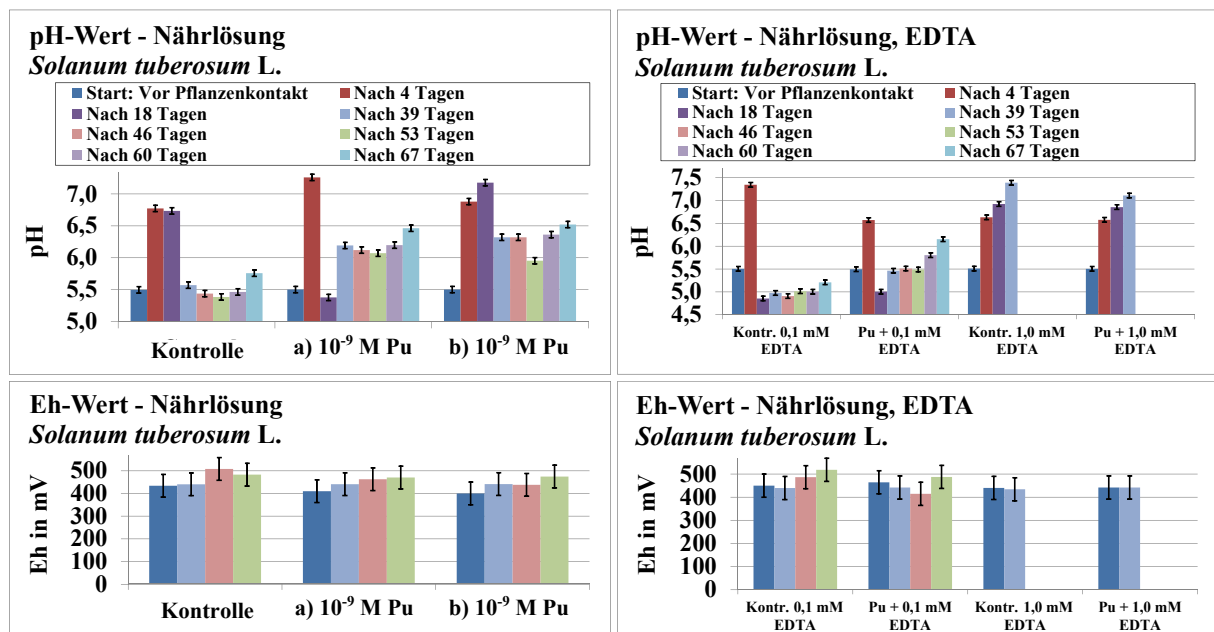 pH-Wert - Nährlösung
Solanum tuberosum L.
Start: Vor Pflanzenkontakt
Nach 4 Tagen
Nach 18 Tagen
Nach 39 Tagen
Nach 46 Tagen
Nach 53 Tagen
Nach 60 Tagen
Nach 67 Tagen
pH
7,0
6,5
6,0
5,5
5,0
Kontrolle
a) 10⁻⁹ M Pu
b) 10⁻⁹ M Pu
pH-Wert - Nährlösung, EDTA
Solanum tuberosum L.
Start: Vor Pflanzenkontakt
Nach 4 Tagen
Nach 18 Tagen
Nach 39 Tagen
Nach 46 Tagen
Nach 53 Tagen
Nach 60 Tagen
Nach 67 Tagen
pH
7,5
7,0
6,5
6,0
5,5
5,0
4,5
Kontr. 0,1 mM
EDTA
Pu + 0,1 mM
EDTA
Kontr. 1,0 mM
EDTA
Pu + 1,0 mM
EDTA
Eh-Wert - Nährlösung
Solanum tuberosum L.
Eh in mV
500
400
300
200
100
0
Kontrolle
a) 10⁻⁹ M Pu
b) 10⁻⁹ M Pu
Eh-Wert - Nährlösung, EDTA
Solanum tuberosum L.
Eh in mV
500
400
300
200
100
0
Kontr. 0,1 mM
EDTA
Pu + 0,1 mM
EDTA
Kontr. 1,0 mM
EDTA
Pu + 1,0 mM
EDTA